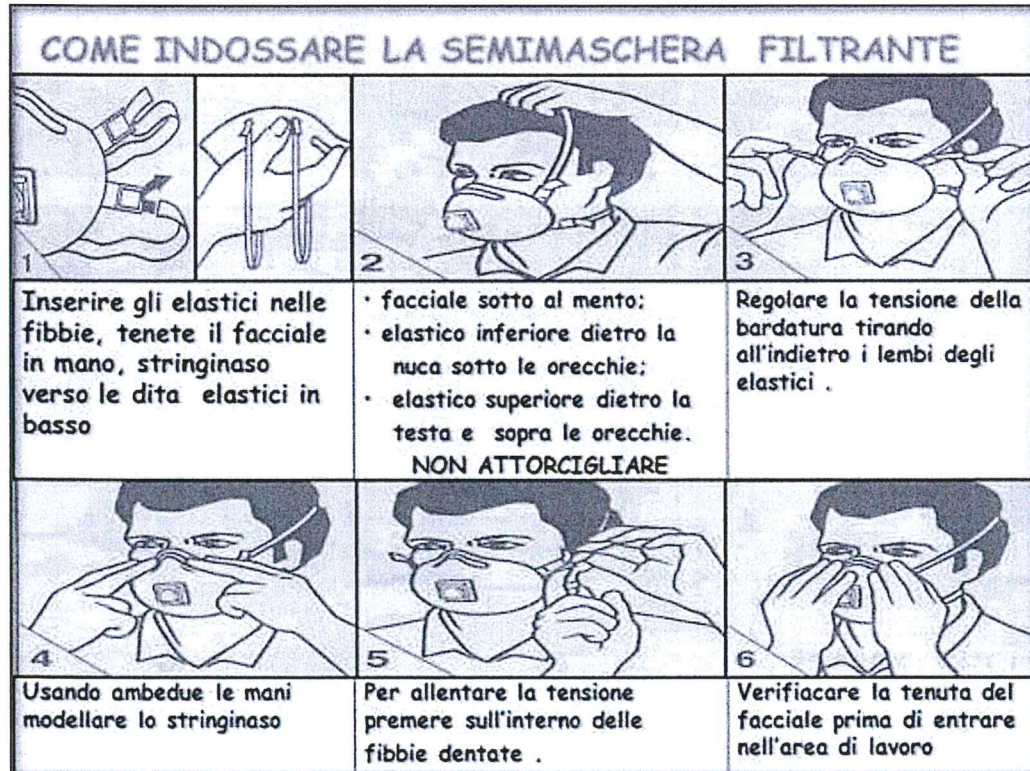 COME INDOSSARE LA SEMIMASCHERA FILTRANTE
1
Inserire gli elastici nelle
fibbie, tenete il facciale
in mano, stringinaso
verso le dita elastici in
basso
2
· facciale sotto al mento;
· elastico inferiore dietro la
nuca sotto le orecchie;
· elastico superiore dietro la
testa e sopra le orecchie.
NON ATTORCIGLIARE
3
Regolare la tensione della
bardatura tirando
all'indietro i lembi degli
elastici .
4
Usando ambedue le mani
modellare lo stringinaso
5
Per allentare la tensione
premere sull'interno delle
fibbie dentate .
6
Verifiacare la tenuta del
facciale prima di entrare
nell'area di lavoro